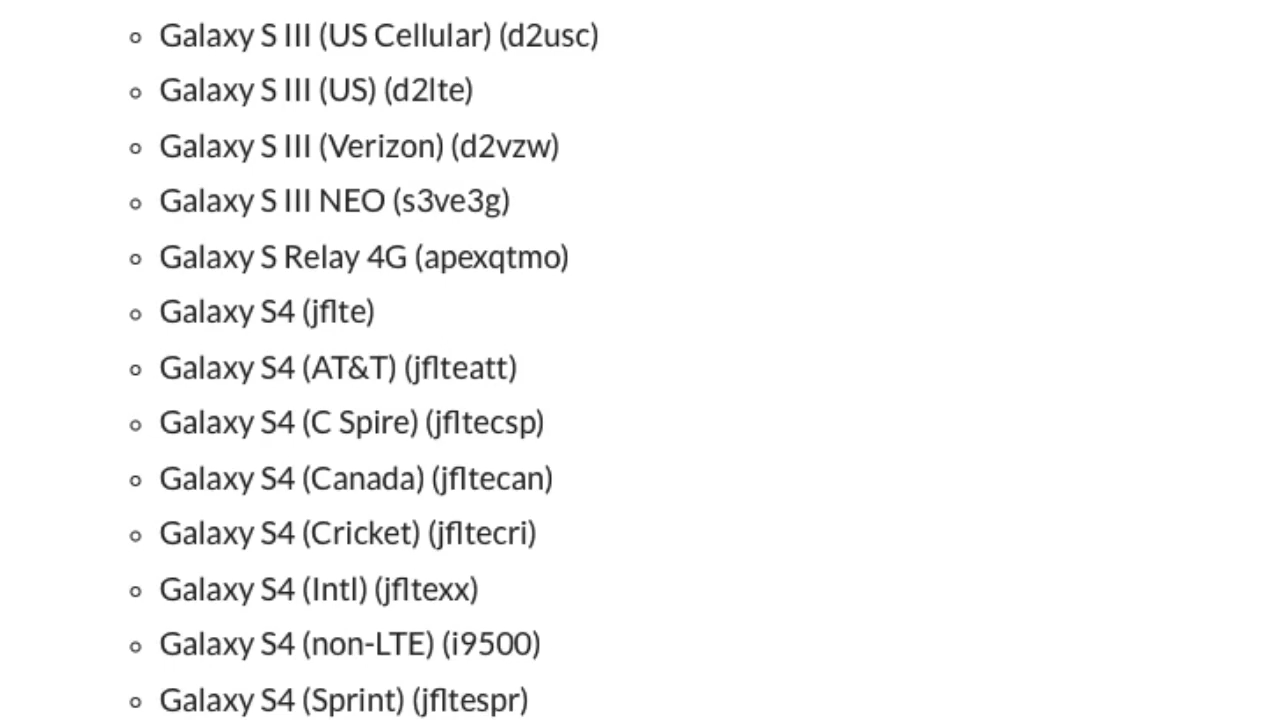 Galaxy S III (US Cellular) (d2usc)
Galaxy S III (US) (d2lte)
Galaxy S III (Verizon) (d2vzw)
Galaxy S III NEO (s3ve3g)
Galaxy S Relay 4G (apexqtmo)
Galaxy S4 (jflte)
Galaxy S4 (AT&T) (jflteatt)
Galaxy S4 (C Spire) (jfltecsp)
Galaxy S4 (Canada) (jfltecan)
Galaxy S4 (Cricket) (jfltecri)
Galaxy S4 (Intl) (jfltexx)
Galaxy S4 (non-LTE) (i9500)
Galaxy S4 (Sprint) (jfltespr)